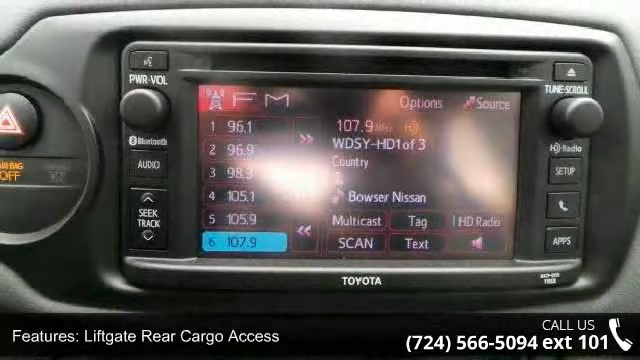 PWR•VOL
TUNE•SCROLL
FM
Options
Source
1 96.1
2 96.9
3 98.3
4 105.1
5 105.9
6 107.9
107.9
WDSY-HD1of 3
Country
Bowser Nissan
Multicast
Tag
HD Radio
SCAN
Text
Bluetooth
AUDIO
SEEK
TRACK
HD Radio
SETUP
APPS
OFF
TOYOTA
Features: Liftgate Rear Cargo Access
CALL US
(724) 566-5094 ext 101